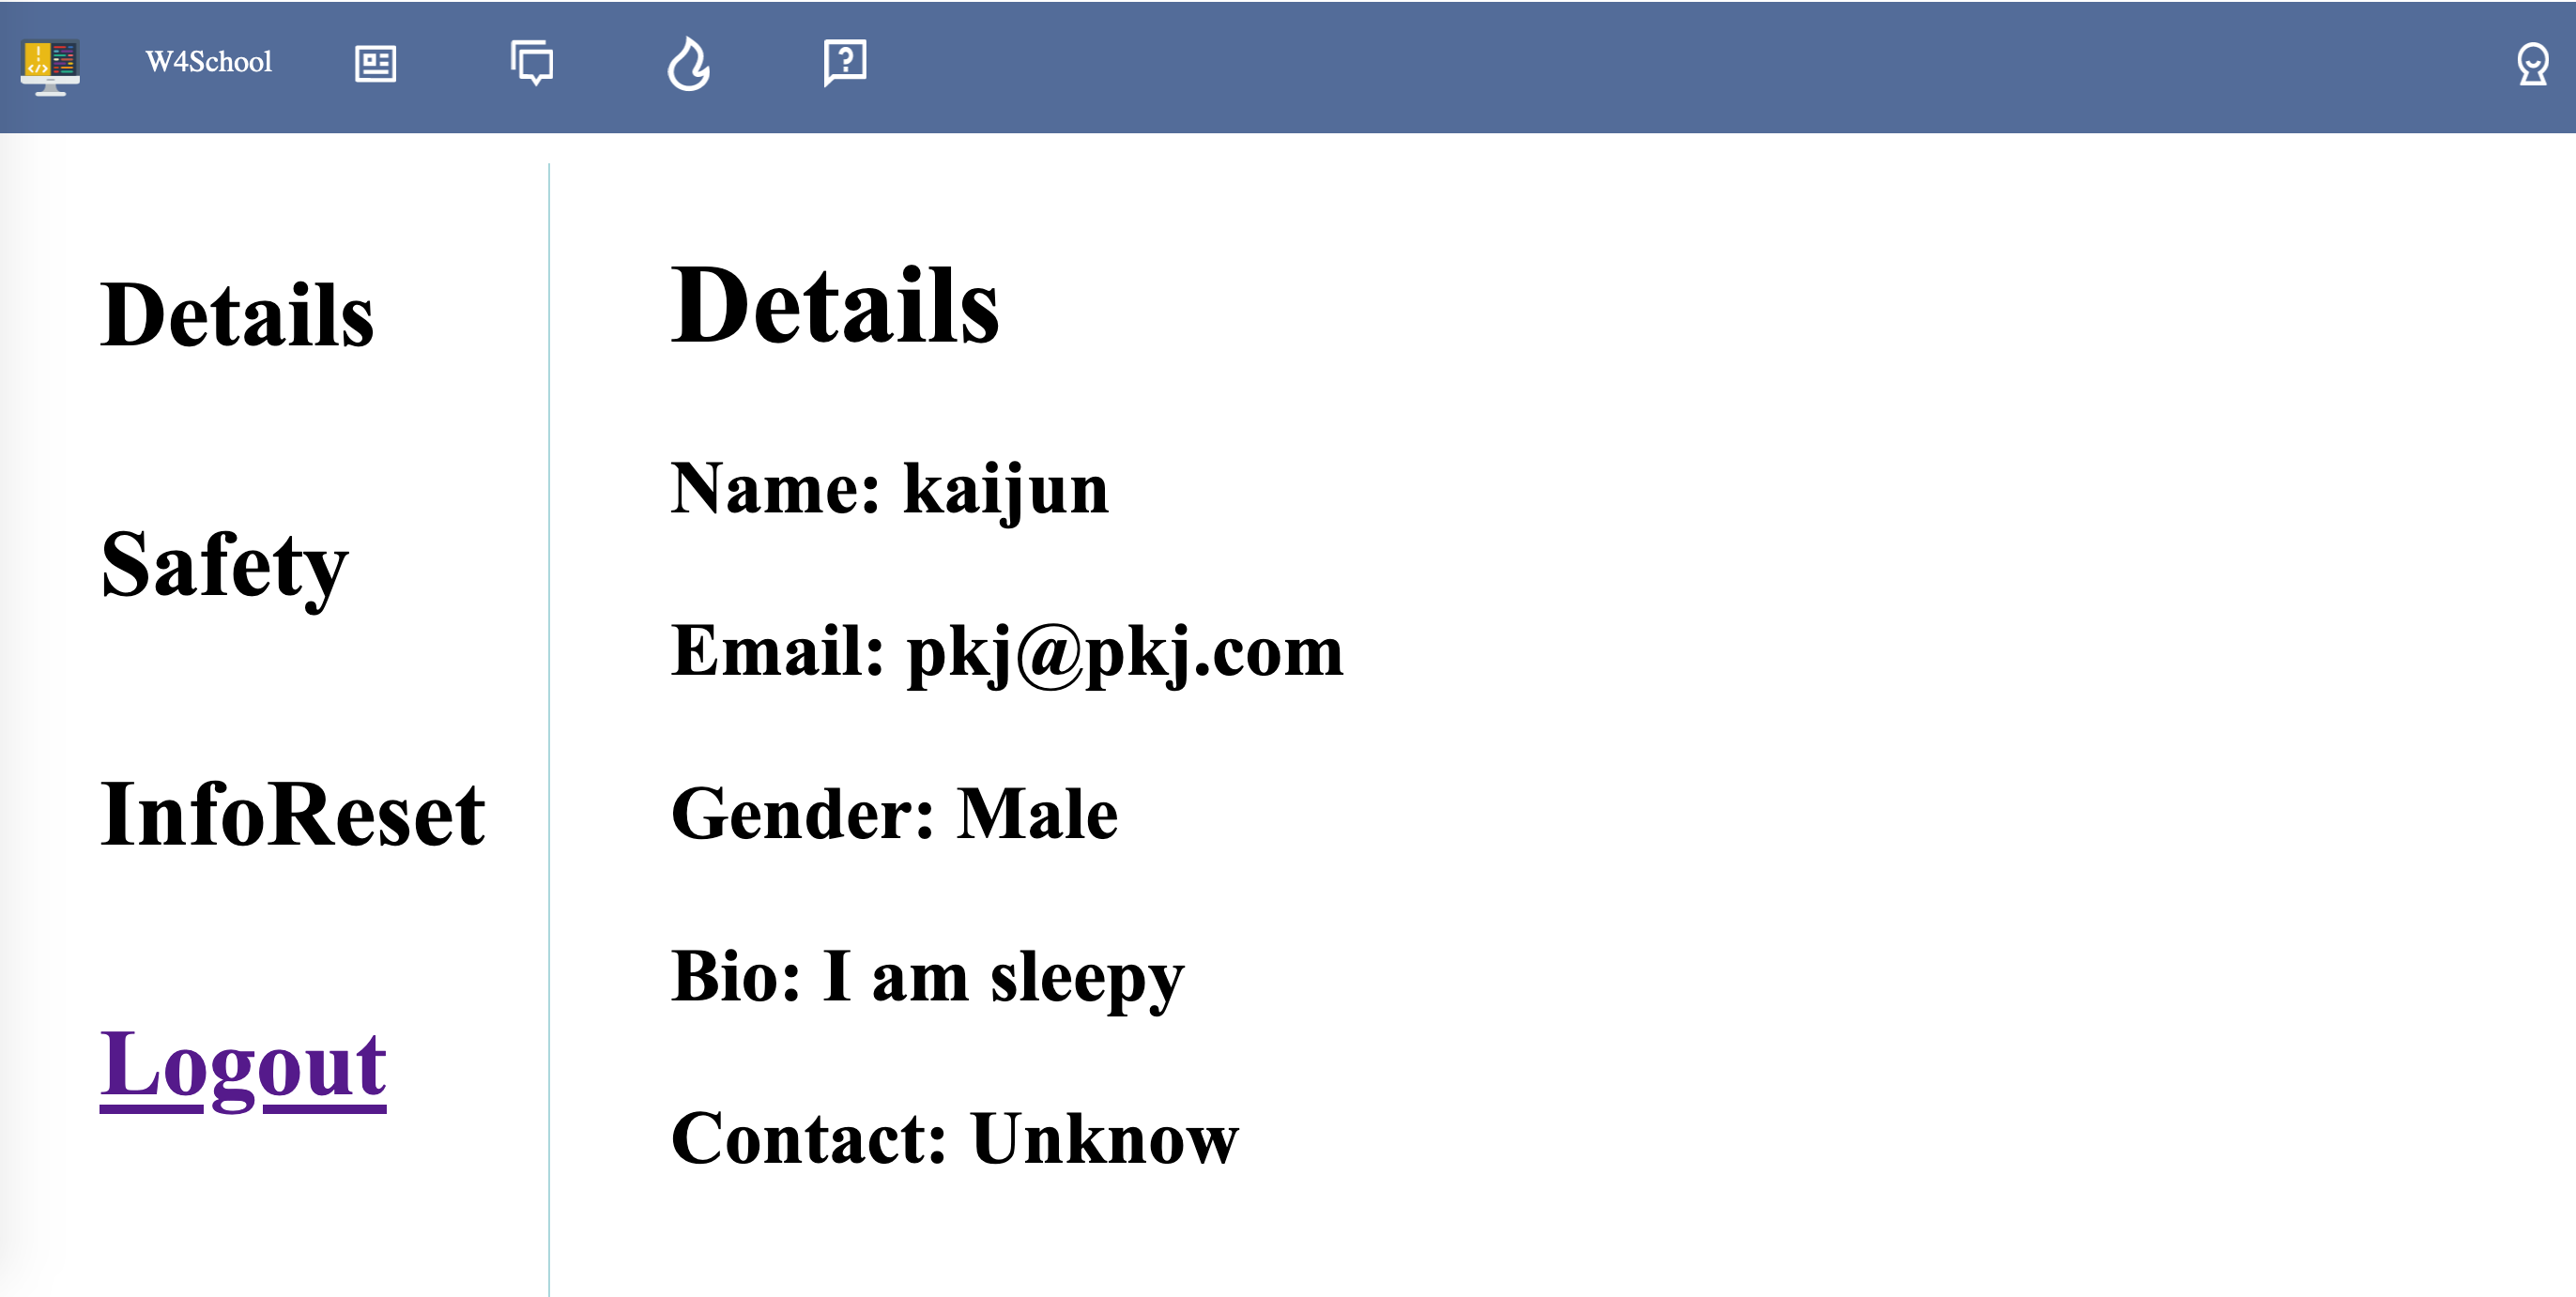 W4School
Details
Safety
InfoReset
Logout
Details
Name: kaijun
Email: pkj@pkj.com
Gender: Male
Bio: I am sleepy
Contact: Unknow